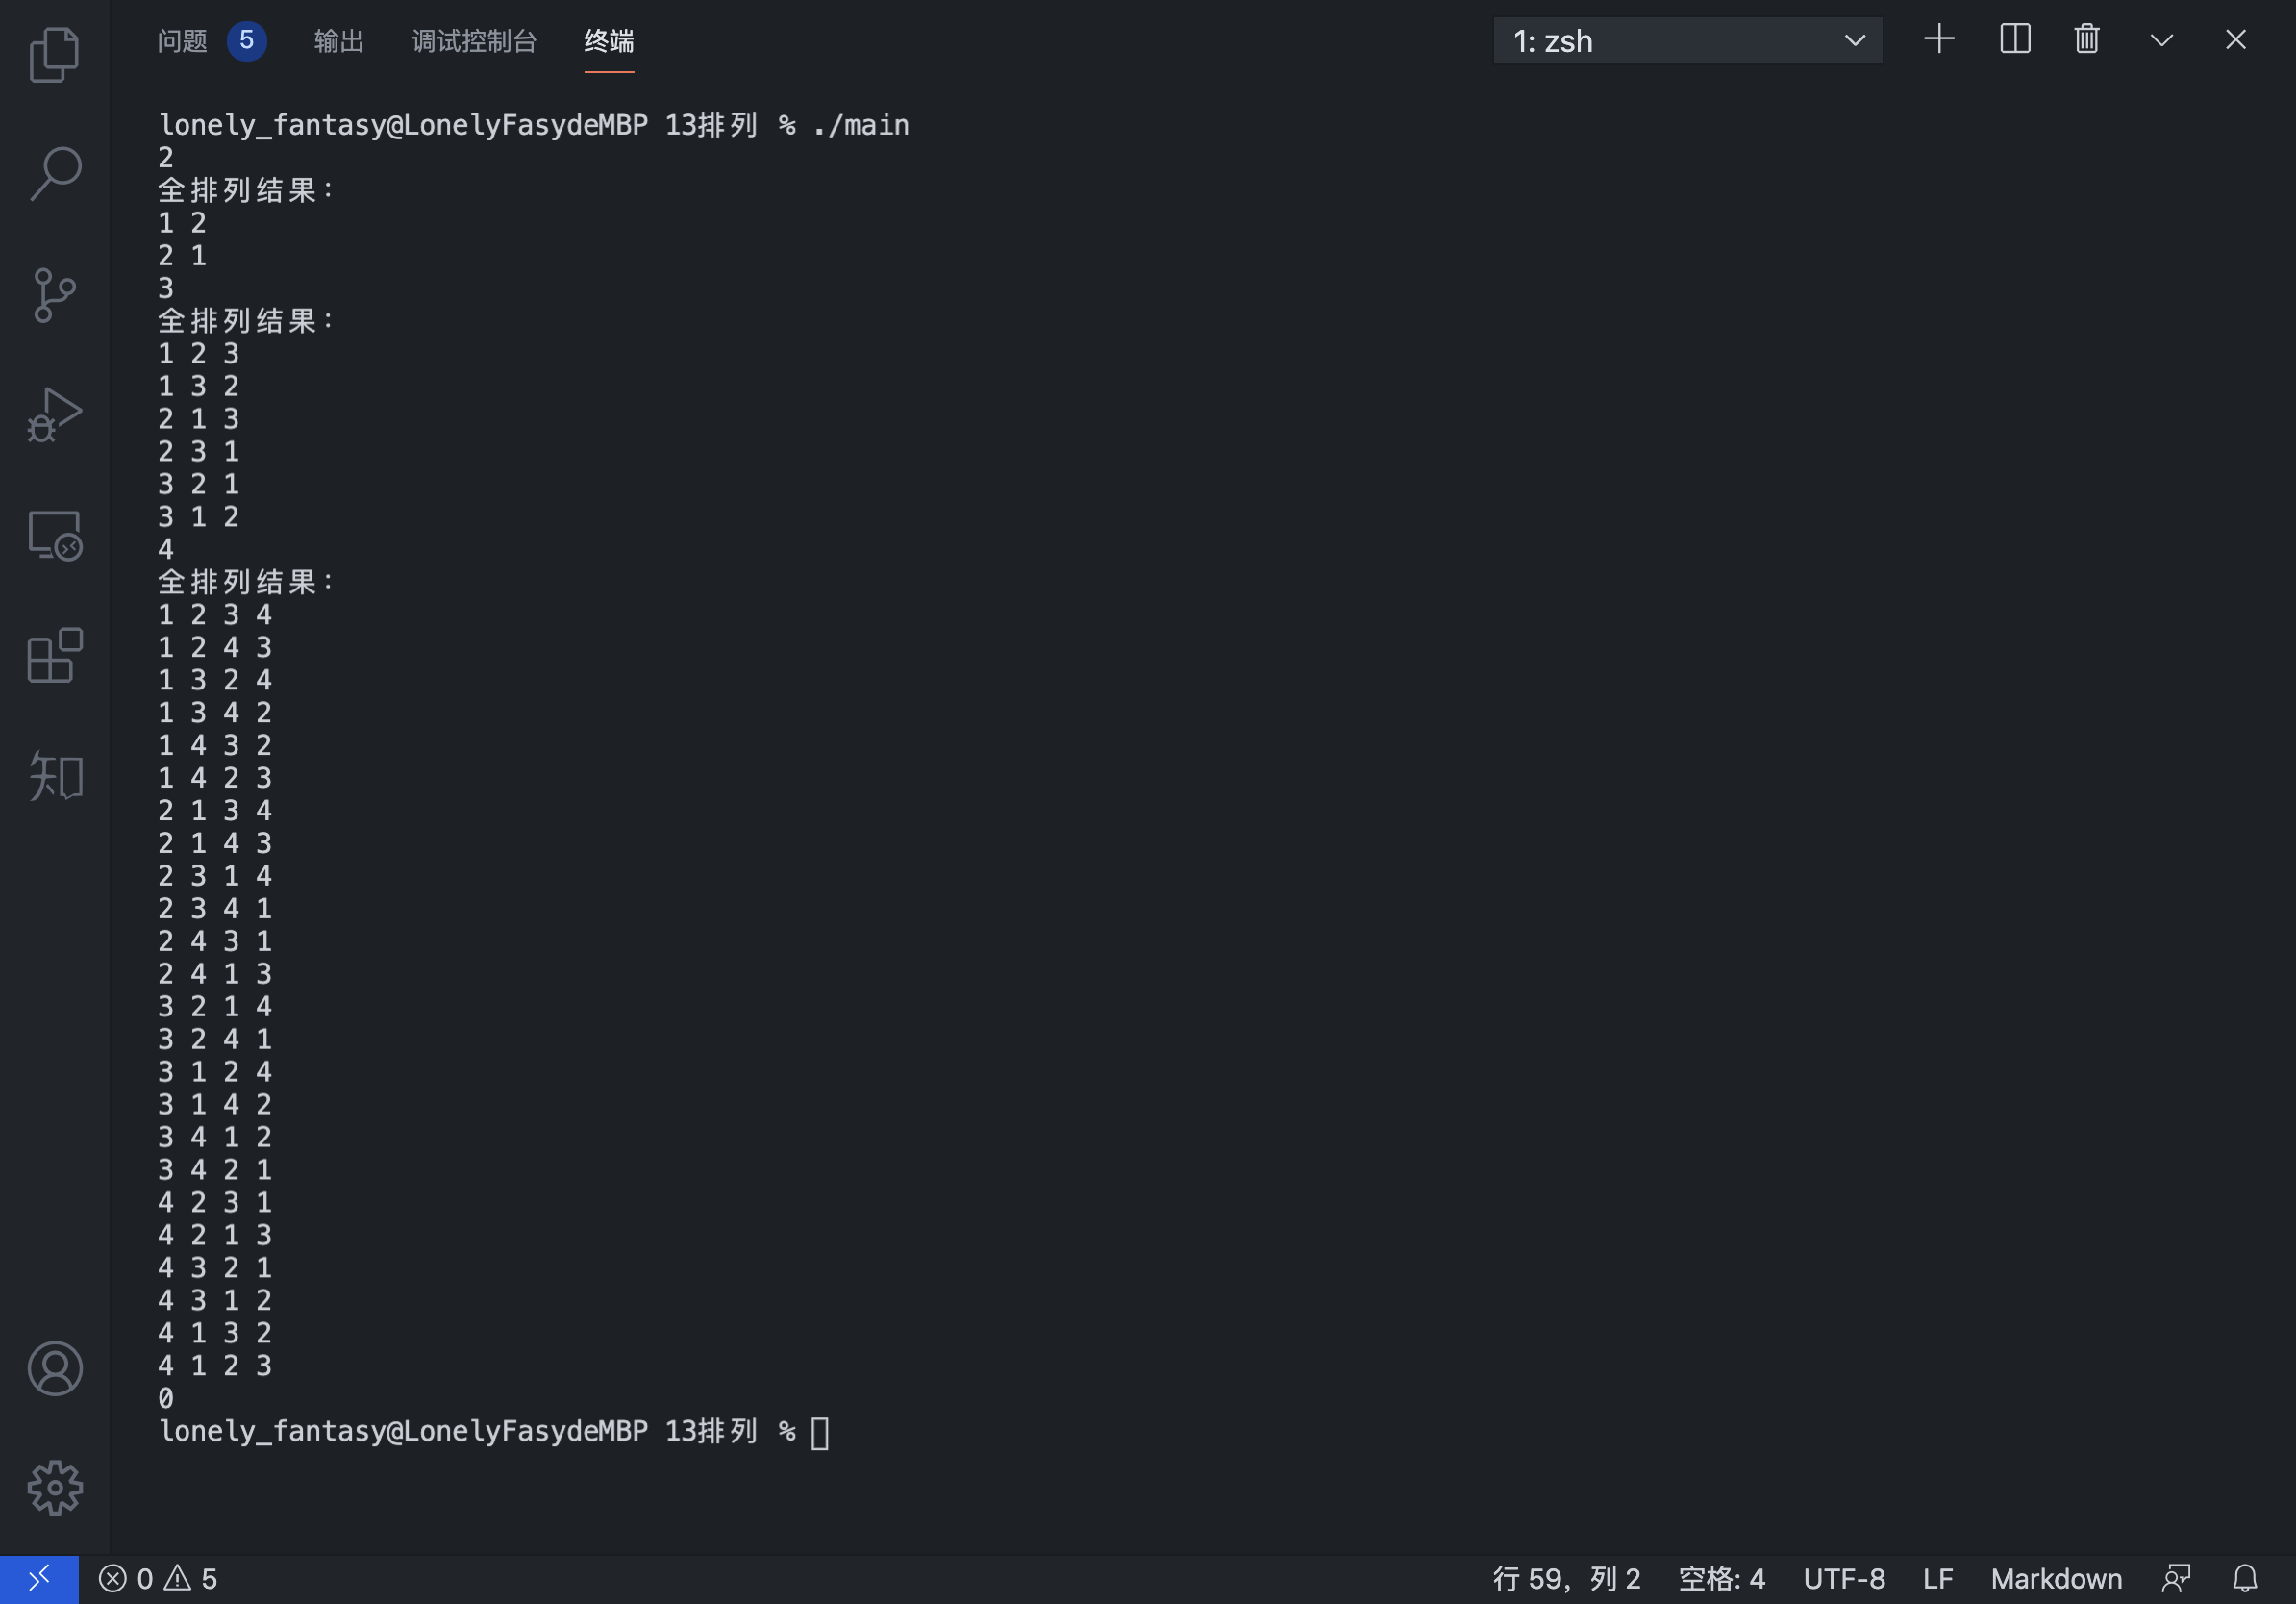 问题 5 输出 调试控制台 终端 1: zsh
lonely_fantasy@LonelyFasydeMBP 13排列 % ./main
2
全排列结果：
1 2
2 1
3
全排列结果：
1 2 3
1 3 2
2 1 3
2 3 1
3 2 1
3 1 2
4
全排列结果：
1 2 3 4
1 2 4 3
1 3 2 4
1 3 4 2
1 4 3 2
1 4 2 3
2 1 3 4
2 1 4 3
2 3 1 4
2 3 4 1
2 4 3 1
2 4 1 3
3 2 1 4
3 2 4 1
3 1 2 4
3 1 4 2
3 4 1 2
3 4 2 1
4 2 3 1
4 2 1 3
4 3 2 1
4 3 1 2
4 1 3 2
4 1 2 3
0
lonely_fantasy@LonelyFasydeMBP 13排列 %
知
0 5 行 59，列 2 空格: 4 UTF-8 LF Markdown